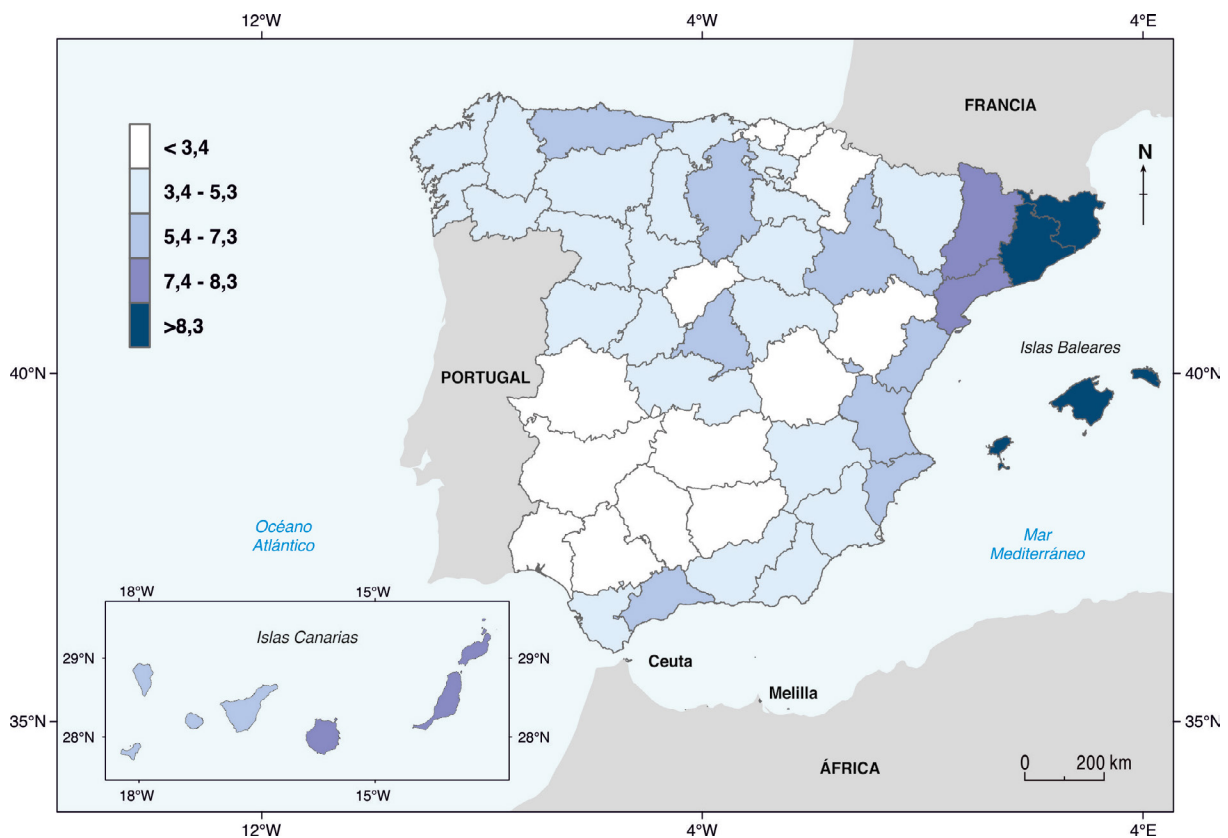 12°W
4°W
4°E
FRANCIA
N
< 3,4
3,4 - 5,3
5,4 - 7,3
7,4 - 8,3
>8,3
Islas Baleares
40°N
PORTUGAL
40°N
Océano
Atlántico
Mar
Mediterráneo
18°W
15°W
Islas Canarias
29°N
29°N
Ceuta
Melilla
35°N
28°N
28°N
35°N
ÁFRICA
0
200 km
18°W
15°W
12°W
4°W
4°E